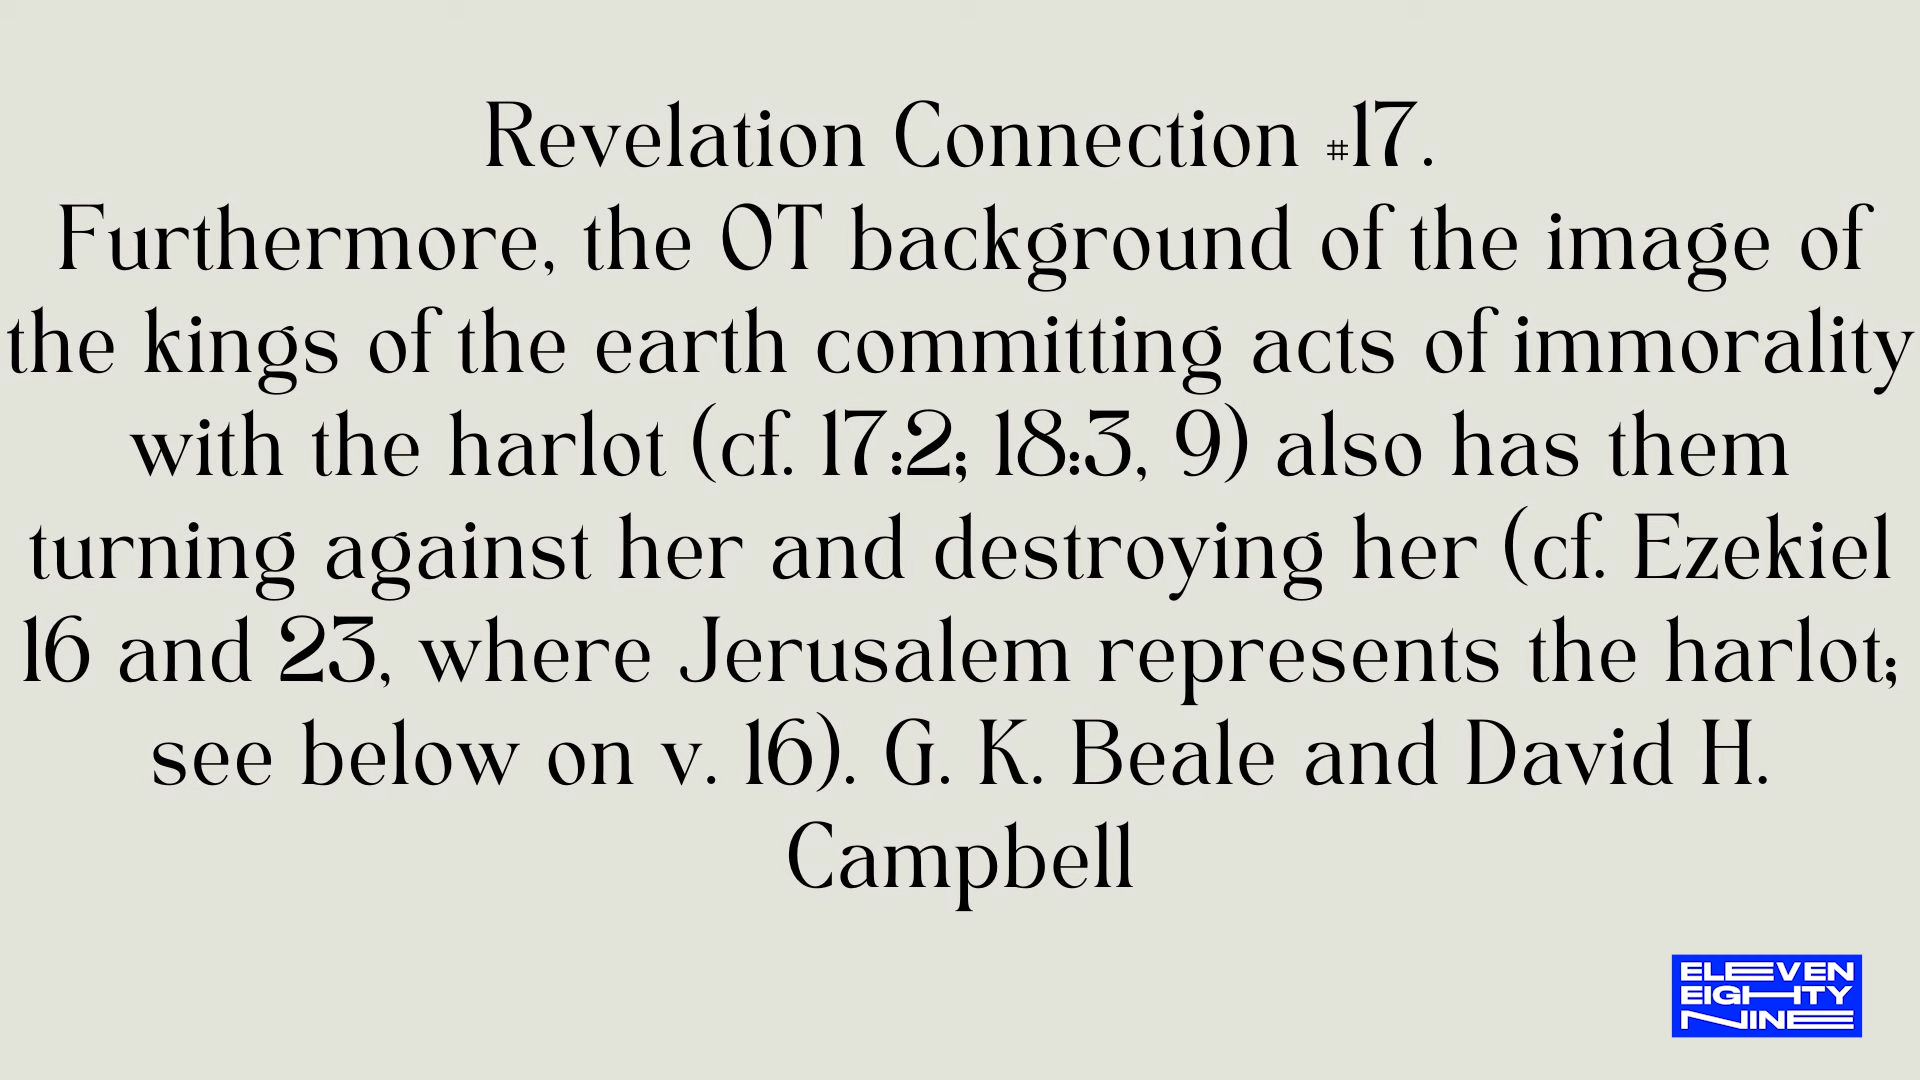 Revelation Connection #17.
Furthermore, the OT background of the image of
the kings of the earth committing acts of immorality
with the harlot (cf. 17:2; 18:3, 9) also has them
turning against her and destroying her (cf. Ezekiel
16 and 23, where Jerusalem represents the harlot;
see below on v. 16). G. K. Beale and David H.
Campbell
ELEVEN
EIGHTY
NINE